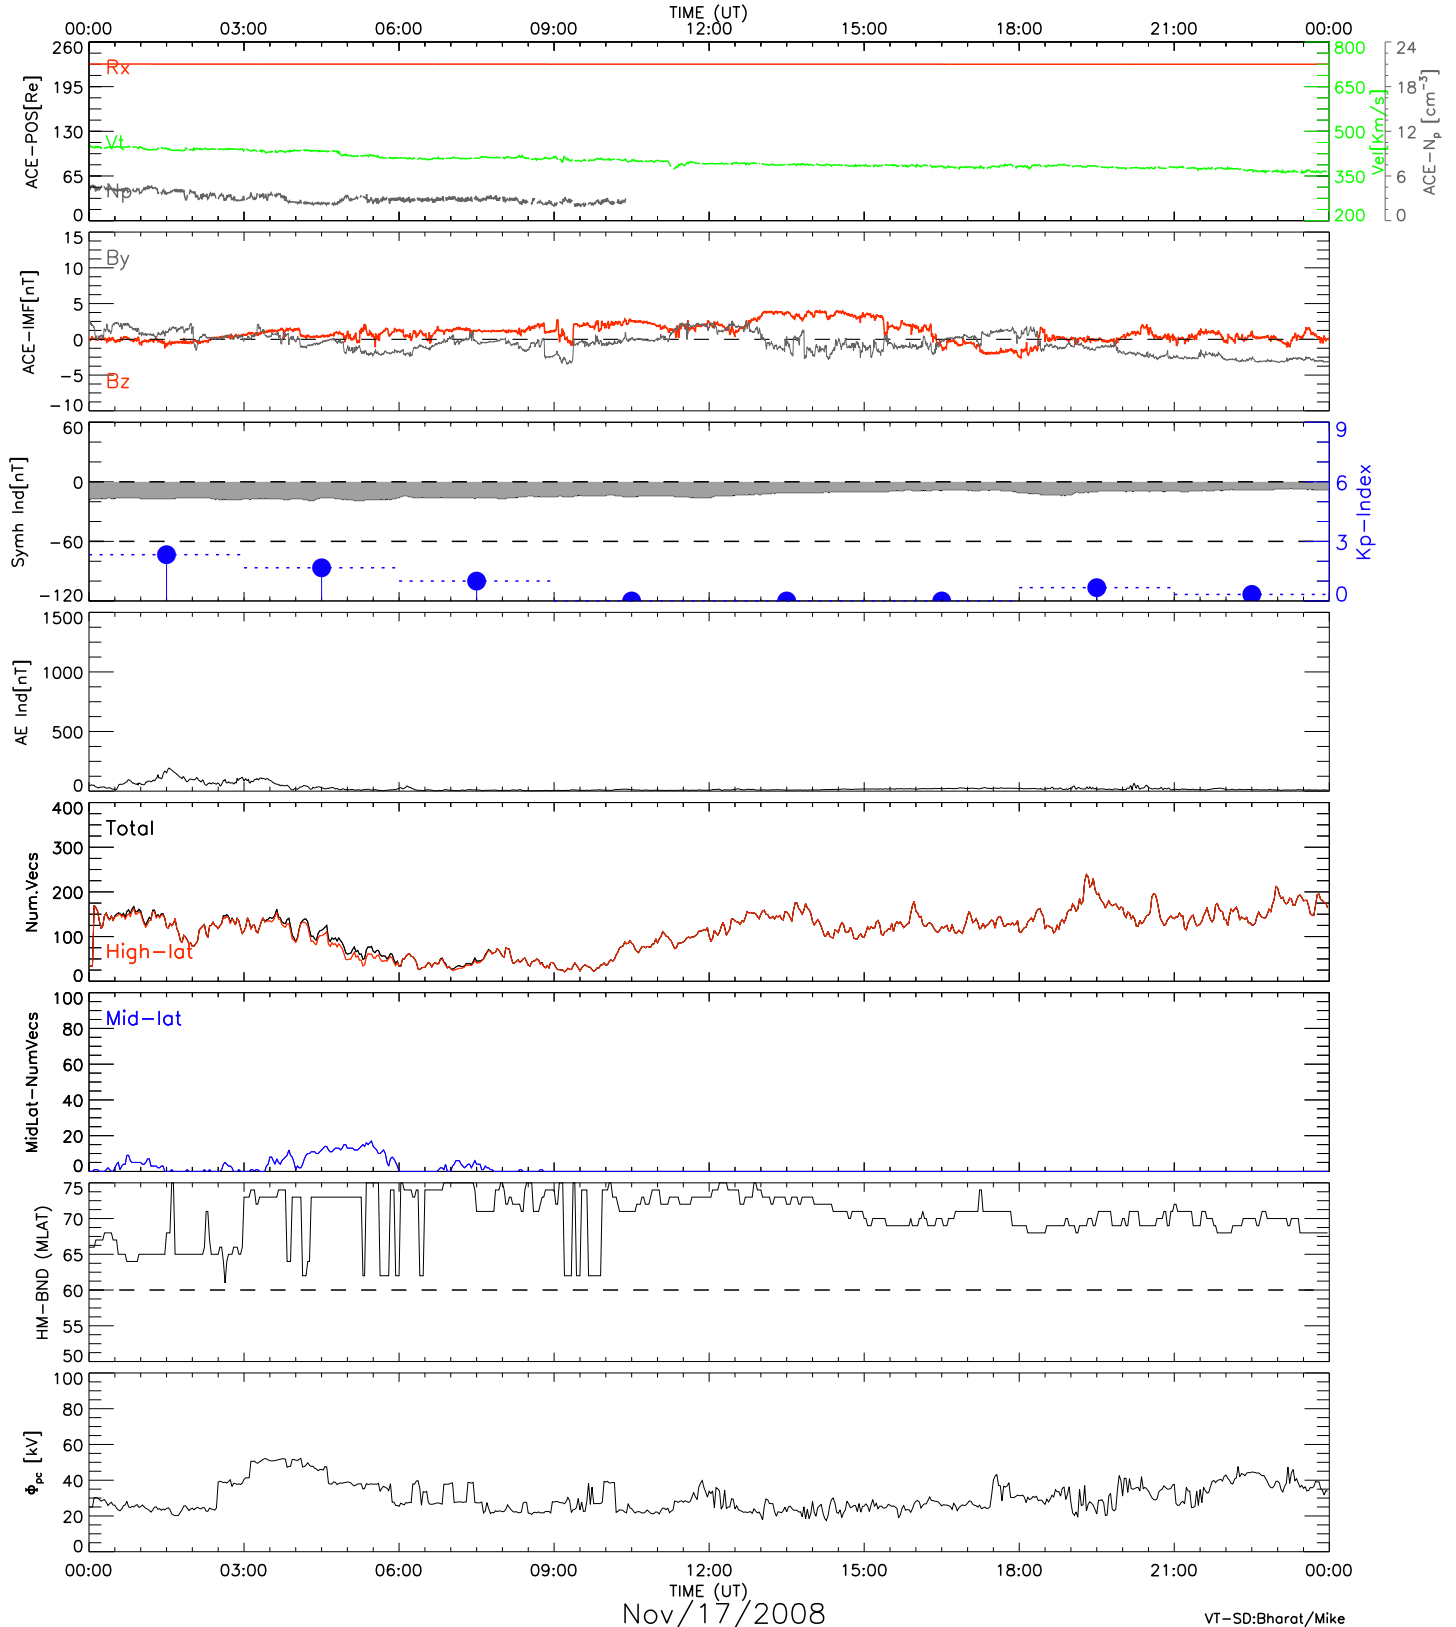 TIME (UT)
00:00 03:00 06:00 09:00 12:00 15:00 18:00 21:00 00:00
ACE-POS[Re]
260
195
130
65
0
Rx
Vt
Np
800
650
500
350
200
Vel[Km/s]
24
18
12
6
0
ACE-Np [cm⁻³]
ACE-IMF[nT]
15
10
5
0
-5
-10
By
Bz
Symh Ind[nT]
60
0
-60
-120
9
6
3
0
Kp-Index
AE Ind[nT]
1500
1000
500
0
Num.Vecs
400
300
200
100
0
Total
High-lat
MidLat-NumVecs
100
80
60
40
20
0
Mid-lat
HM-BND (MLAT)
75
70
65
60
55
50
Φpc [kV]
100
80
60
40
20
0
00:00 03:00 06:00 09:00 12:00 15:00 18:00 21:00 00:00
TIME (UT)
Nov/17/2008
VT-SD:Bharat/Mike